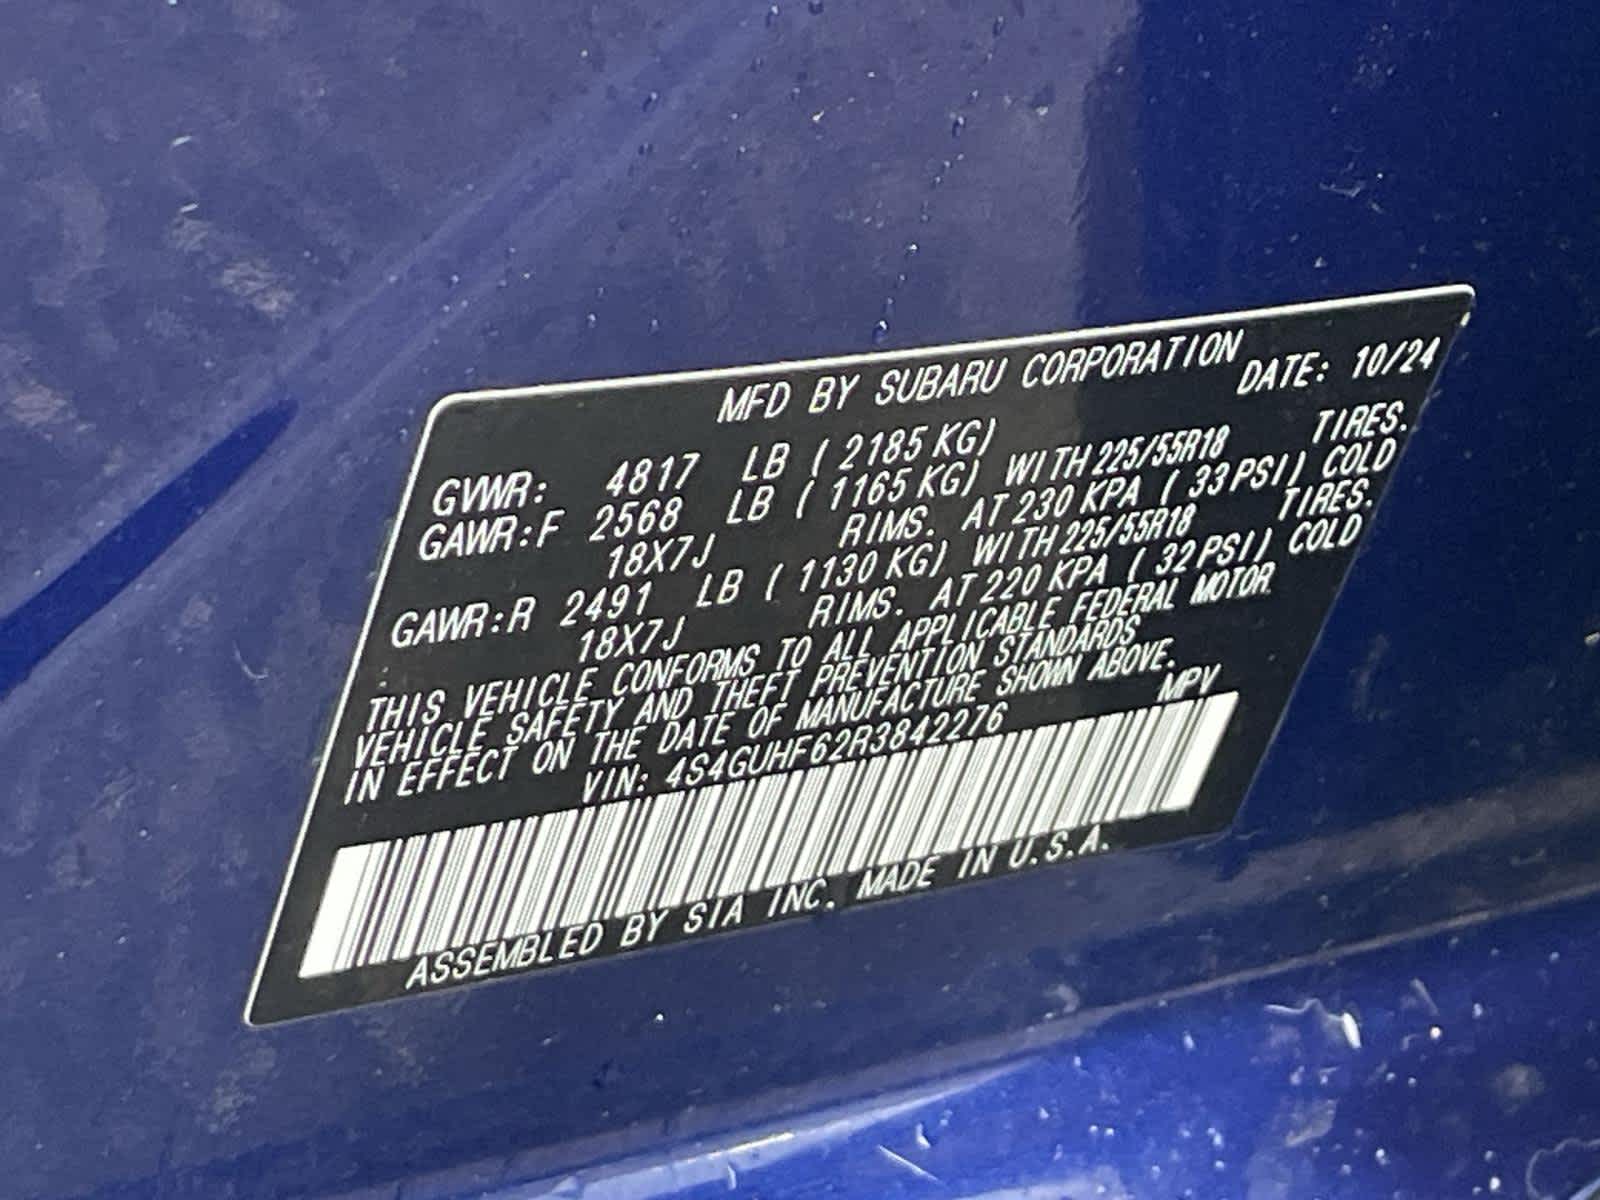 MFD BY SUBARU CORPORATION
DATE: 10/24
GVWR: 4817 LB ( 2185 KG)
GAWR:F 2568 LB ( 1165 KG) WITH 225/55R18 TIRES.
18X7J RIMS. AT 230 KPA ( 33 PSI) COLD
GAWR:R 2491 LB ( 1130 KG) WITH 225/55R18 TIRES.
18X7J RIMS. AT 220 KPA ( 32 PSI) COLD
THIS VEHICLE CONFORMS TO ALL APPLICABLE FEDERAL MOTOR
VEHICLE SAFETY AND THEFT PREVENTION STANDARDS
IN EFFECT ON THE DATE OF MANUFACTURE SHOWN ABOVE.
VIN: 4S4GUHF62R3842276 MPV
ASSEMBLED BY SIA INC. MADE IN U.S.A.